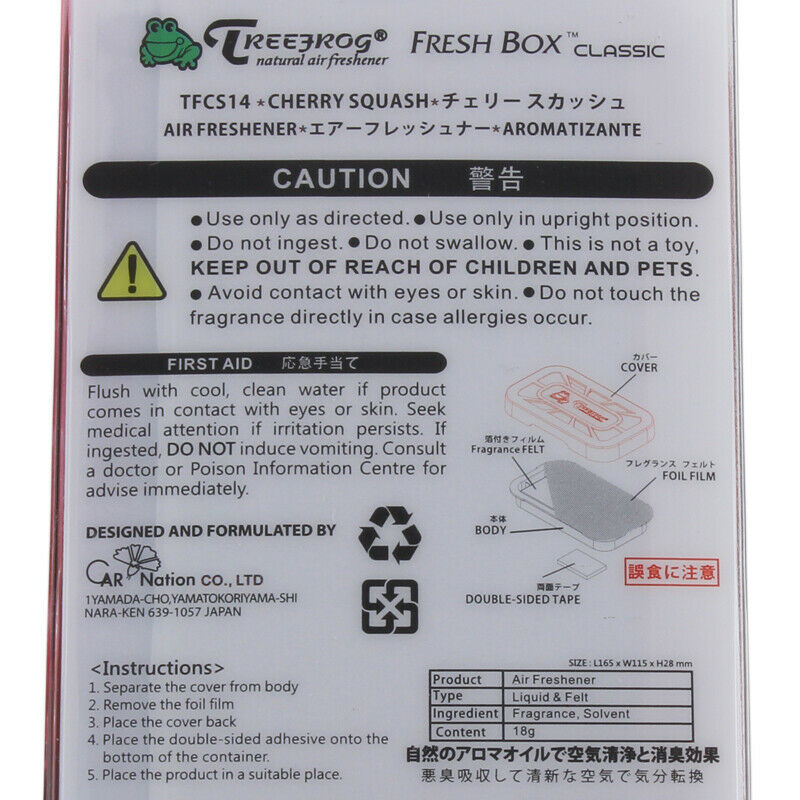 TREEFROG® FRESH BOX™ CLASSIC
natural air freshener
TFCS14 ★CHERRY SQUASH★チェリー スカッシュ
AIR FRESHENER★エアーフレッシュナー★AROMATIZANTE
CAUTION 警告
●Use only as directed. ●Use only in upright position.
●Do not ingest. ●Do not swallow. ●This is not a toy,
KEEP OUT OF REACH OF CHILDREN AND PETS.
●Avoid contact with eyes or skin. ●Do not touch the
fragrance directly in case allergies occur.
FIRST AID 応急手当て
Flush with cool, clean water if product
comes in contact with eyes or skin. Seek
medical attention if irritation persists. If
ingested, DO NOT induce vomiting. Consult
a doctor or Poison Information Centre for
advise immediately.
カバー
COVER
TREEFROG
箔付きフィルム
Fragrance FELT
フレグランス フェルト
FOIL FILM
本体
BODY
両面テープ
DOUBLE-SIDED TAPE
誤食に注意
DESIGNED AND FORMULATED BY
CAR Nation CO., LTD
1YAMADA-CHO,YAMATOKORIYAMA-SHI
NARA-KEN 639-1057 JAPAN
<Instructions>
1. Separate the cover from body
2. Remove the foil film
3. Place the cover back
4. Place the double-sided adhesive onto the
bottom of the container.
5. Place the product in a suitable place.
SIZE : L165 x W115 x H28 mm
Product Air Freshener
Type Liquid & Felt
Ingredient Fragrance, Solvent
Content 18g
自然のアロマオイルで空気清浄と消臭効果
悪臭吸収して清新な空気で気分転換